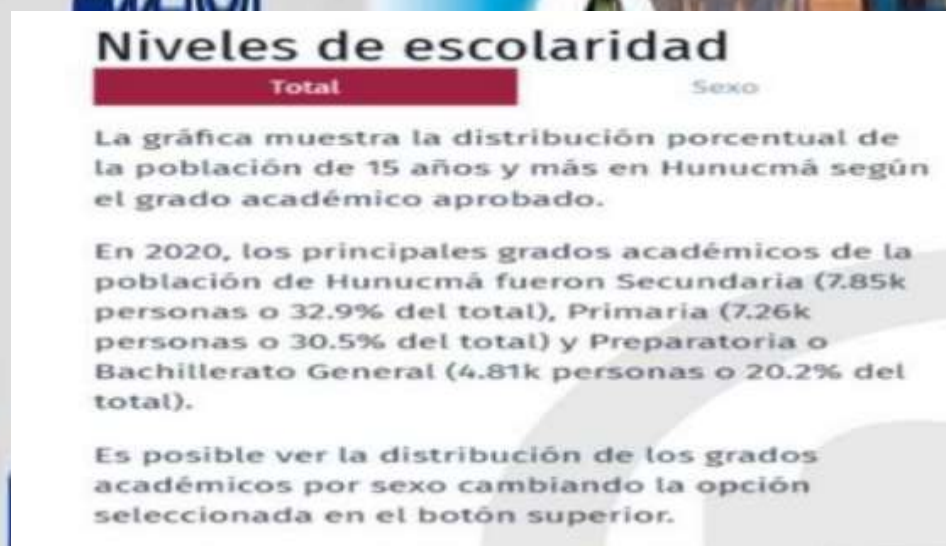 Niveles de escolaridad
Total
Sexo
La gráfica muestra la distribución porcentual de
la población de 15 años y más en Hunucmá según
el grado académico aprobado.
En 2020, los principales grados académicos de la
población de Hunucmá fueron Secundaria (7.85k
personas o 32.9% del total), Primaria (7.26k
personas o 30.5% del total) y Preparatoria o
Bachillerato General (4.81k personas o 20.2% del
total).
Es posible ver la distribución de los grados
académicos por sexo cambiando la opción
seleccionada en el botón superior.